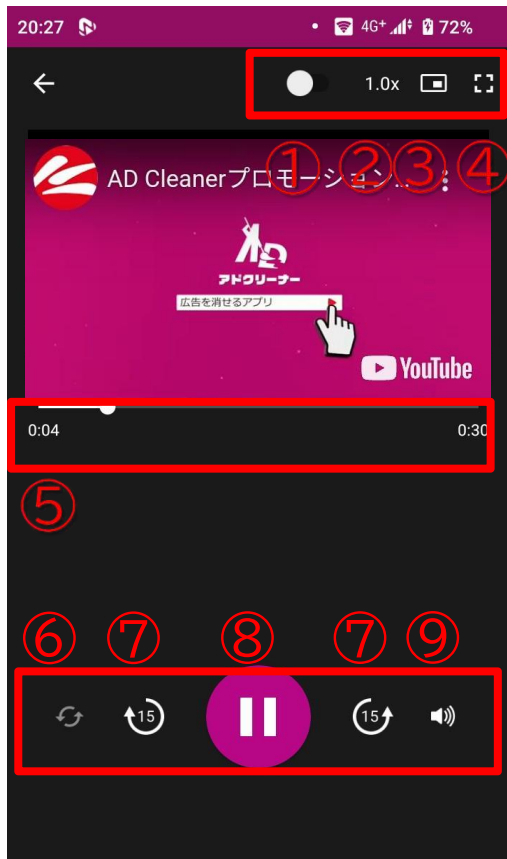 20:27 4G+ 72%
1.0x
① ② ③ ④
AD Cleanerプロモーション...
AD
アドクリーナー
広告を消せるアプリ
YouTube
0:04 0:30
⑤
⑥ ⑦ ⑧ ⑦ ⑨
15 15